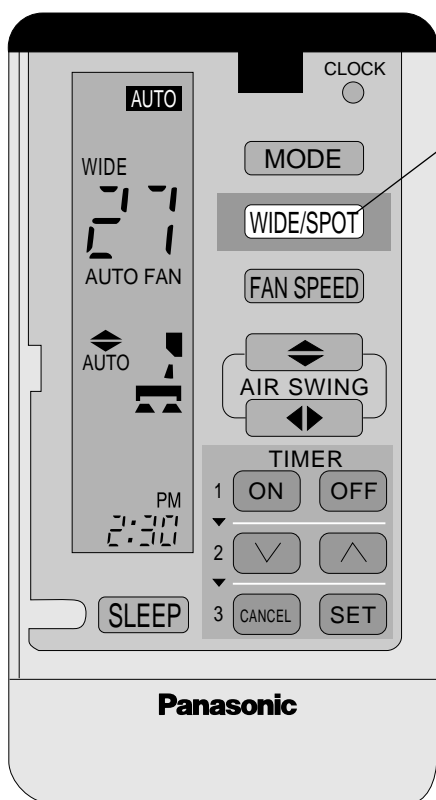 CLOCK
AUTO
MODE
WIDE
27
WIDE/SPOT
AUTO FAN
FAN SPEED
AUTO
AIR SWING
TIMER
PM
1 ON OFF
2:30
2
SLEEP
3 CANCEL SET
Panasonic